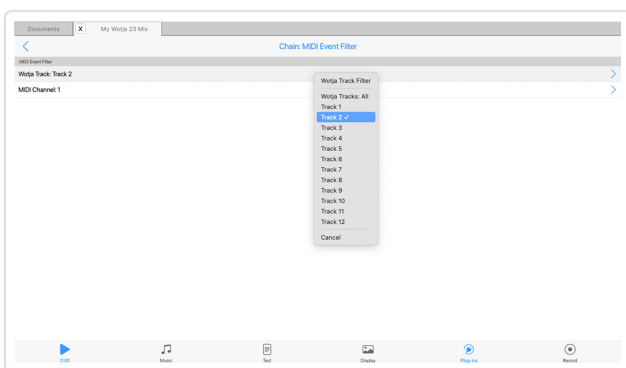 Documents X My Wotja 23 Mix
Chain: MIDI Event Filter
MIDI Event Filter
Wotja Track: Track 2
MIDI Channel: 1
Wotja Track Filter
Wotja Tracks: All
Track 1
Track 2 ✓
Track 3
Track 4
Track 5
Track 6
Track 7
Track 8
Track 9
Track 10
Track 11
Track 12
Cancel
0:00 Music Text Display Plug-ins Record